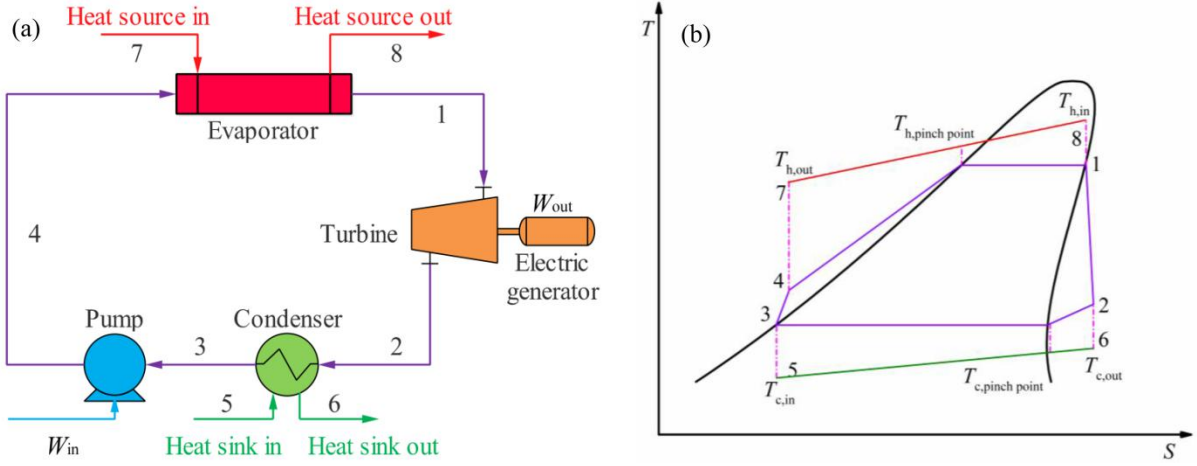 (a)
Heat source in
Heat source out
7
8
Evaporator
1
4
Turbine
Wout
Electric
generator
Pump
Condenser
3
2
5
6
Win
Heat sink in
Heat sink out
(b)
T
Th,in
Th,pinch point
8
Th,out
1
7
4
3
2
6
5
Tc,in
Tc,pinch point
Tc,out
S